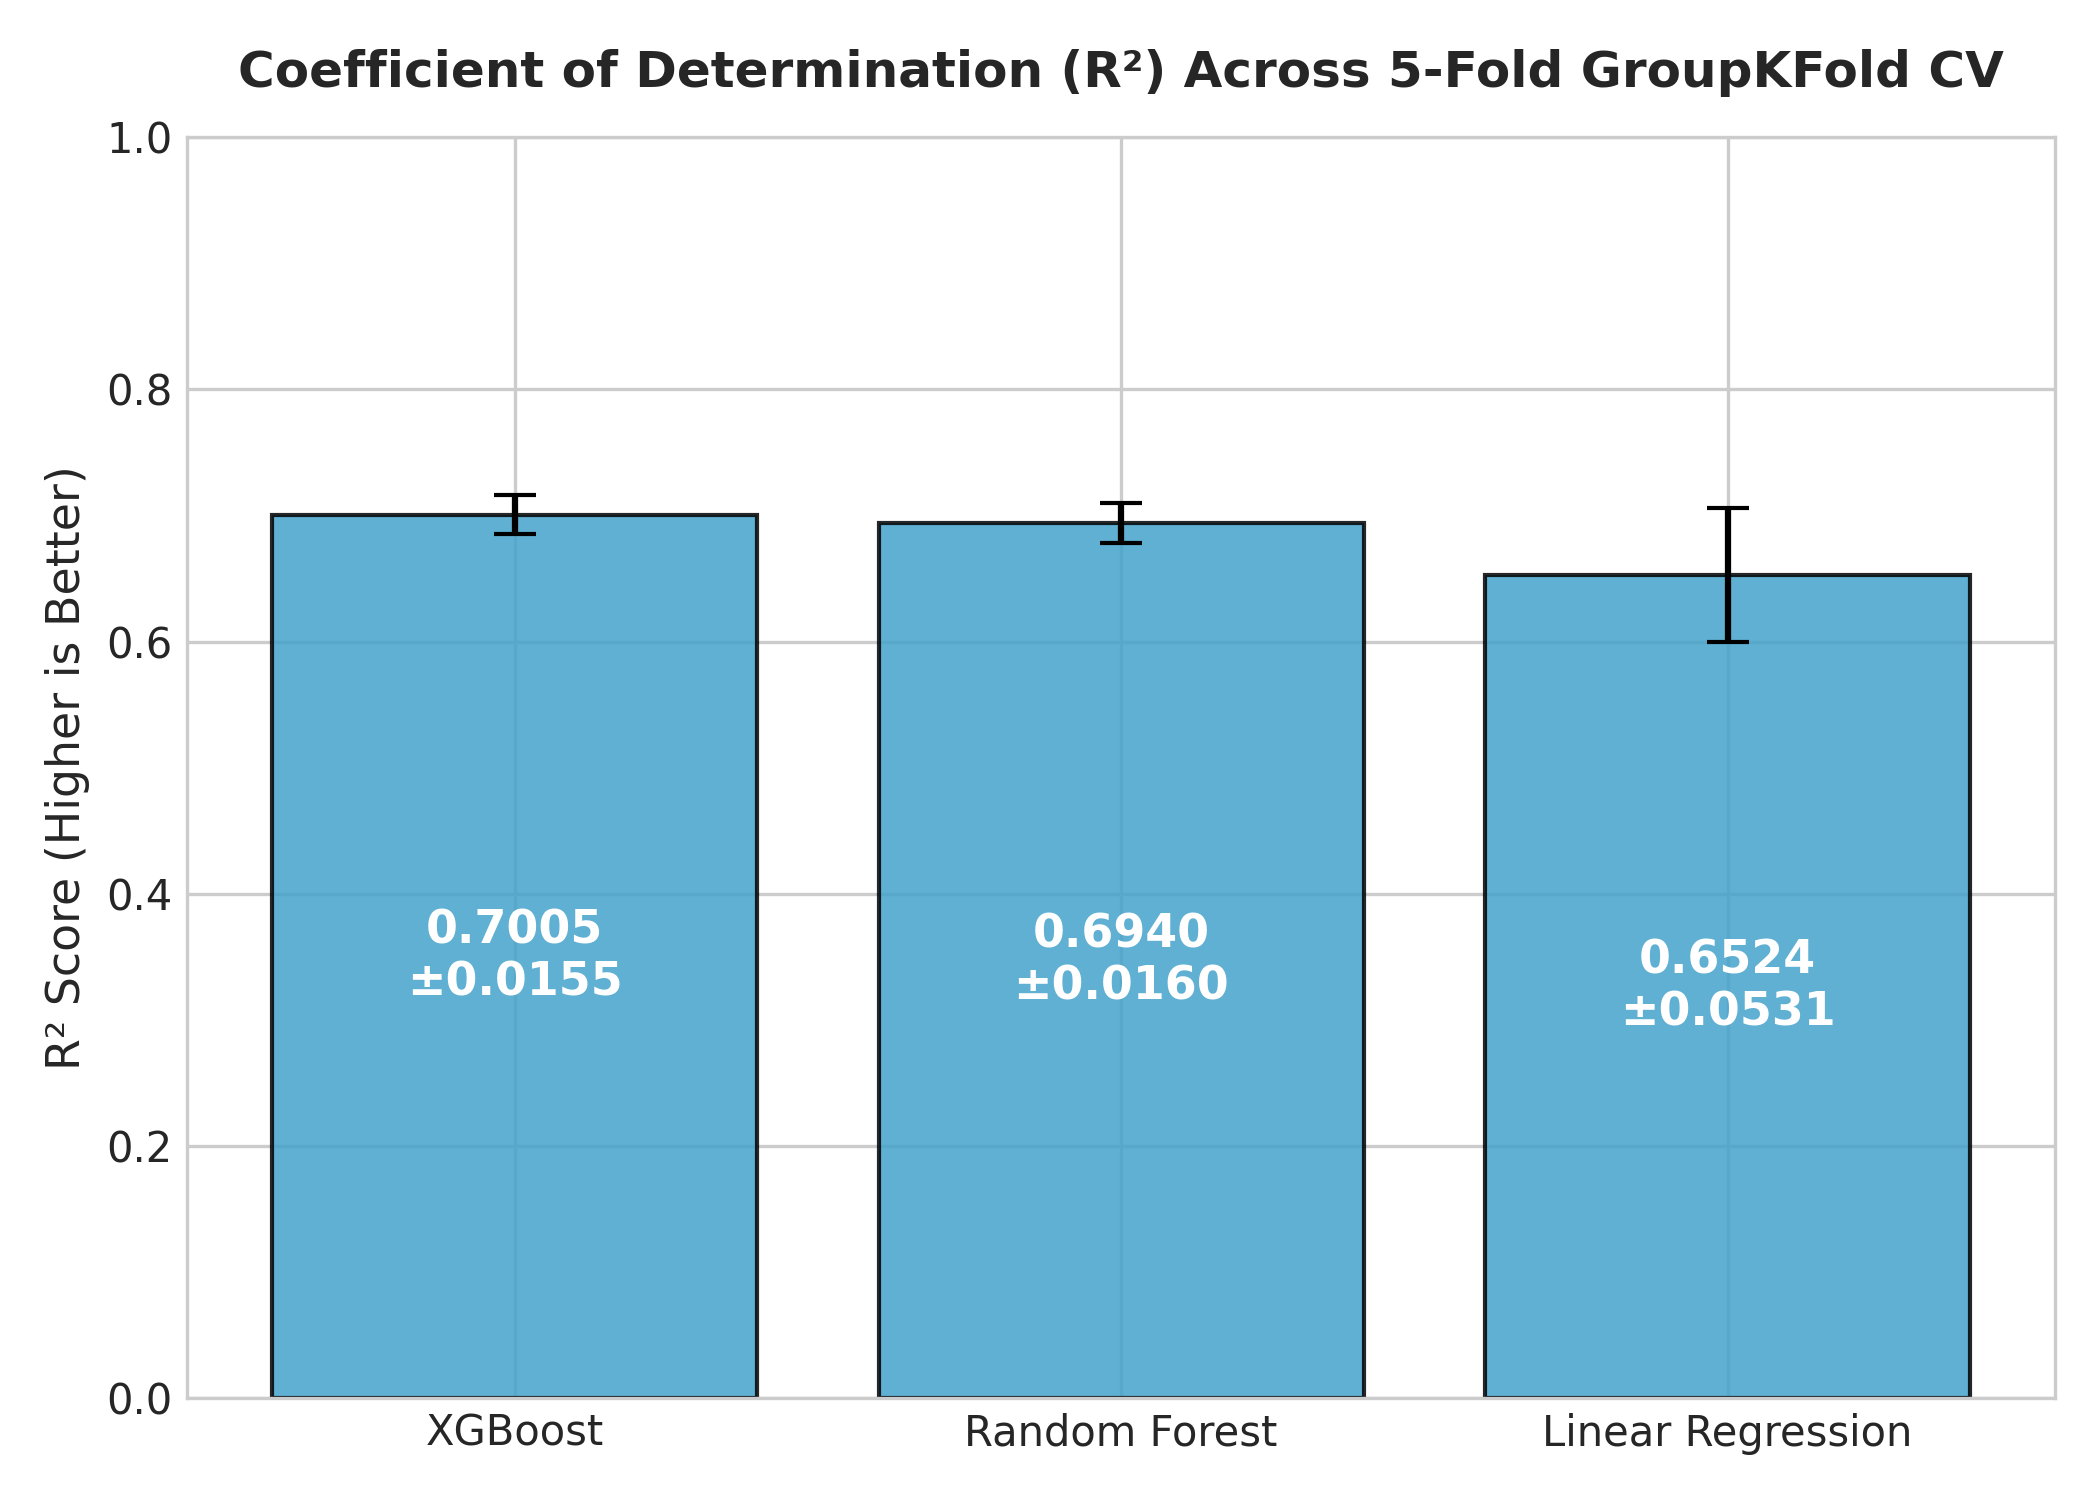 Coefficient of Determination (R²) Across 5-Fold GroupKFold CV
R² Score (Higher is Better)
1.0
0.8
0.6
0.4
0.2
0.0
0.7005
±0.0155
0.6940
±0.0160
0.6524
±0.0531
XGBoost
Random Forest
Linear Regression